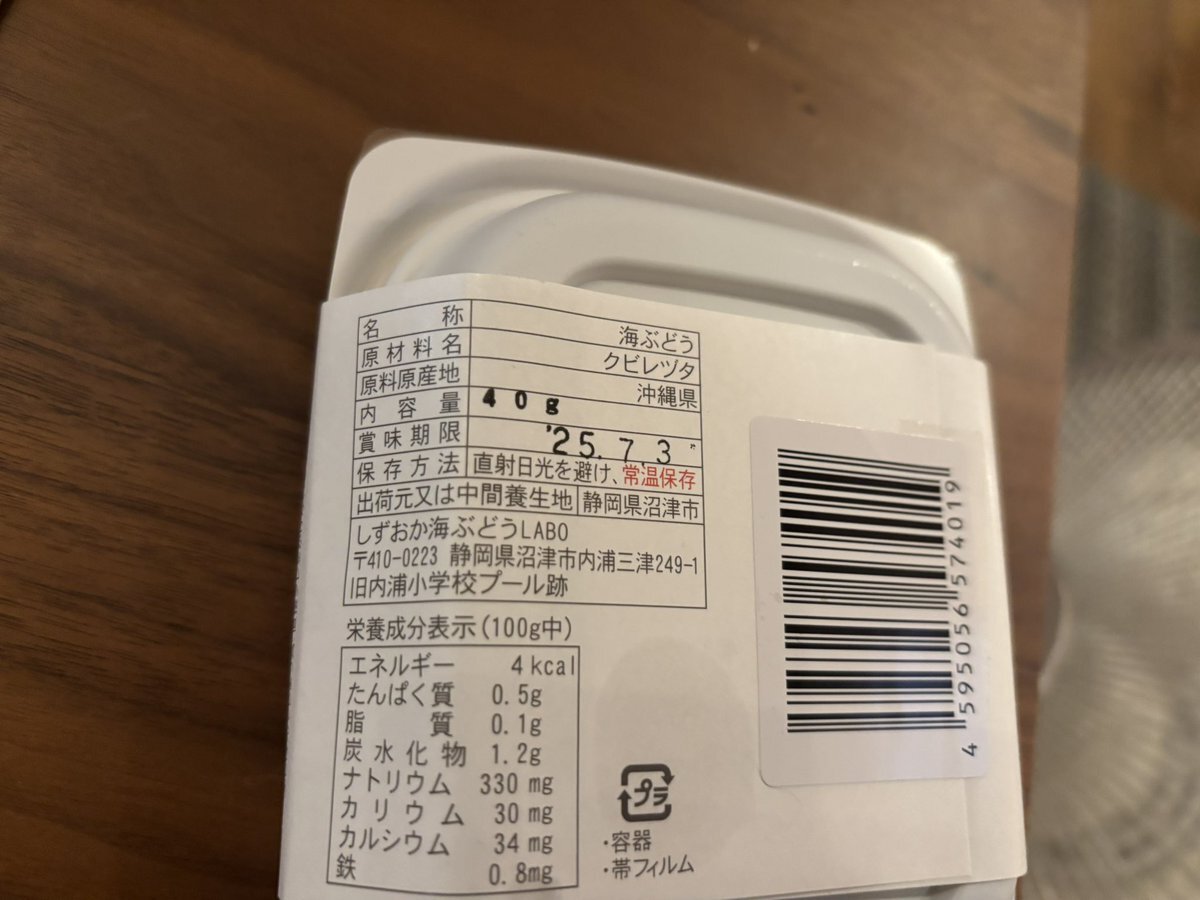 名称 海ぶどう
原材料名 クビレヅタ
原料原産地 沖縄県
内容量 40g
賞味期限 '25.7.3
保存方法 直射日光を避け、常温保存
出荷元又は中間養生地 静岡県沼津市
しずおか海ぶどうLABO
〒410-0223 静岡県沼津市内浦三津249-1
旧内浦小学校プール跡
栄養成分表示(100g中)
エネルギー 4kcal
たんぱく質 0.5g
脂質 0.1g
炭水化物 1.2g
ナトリウム 330mg
カリウム 30mg
カルシウム 34mg
鉄 0.8mg
プラ
・容器
・帯フィルム
4595056574019